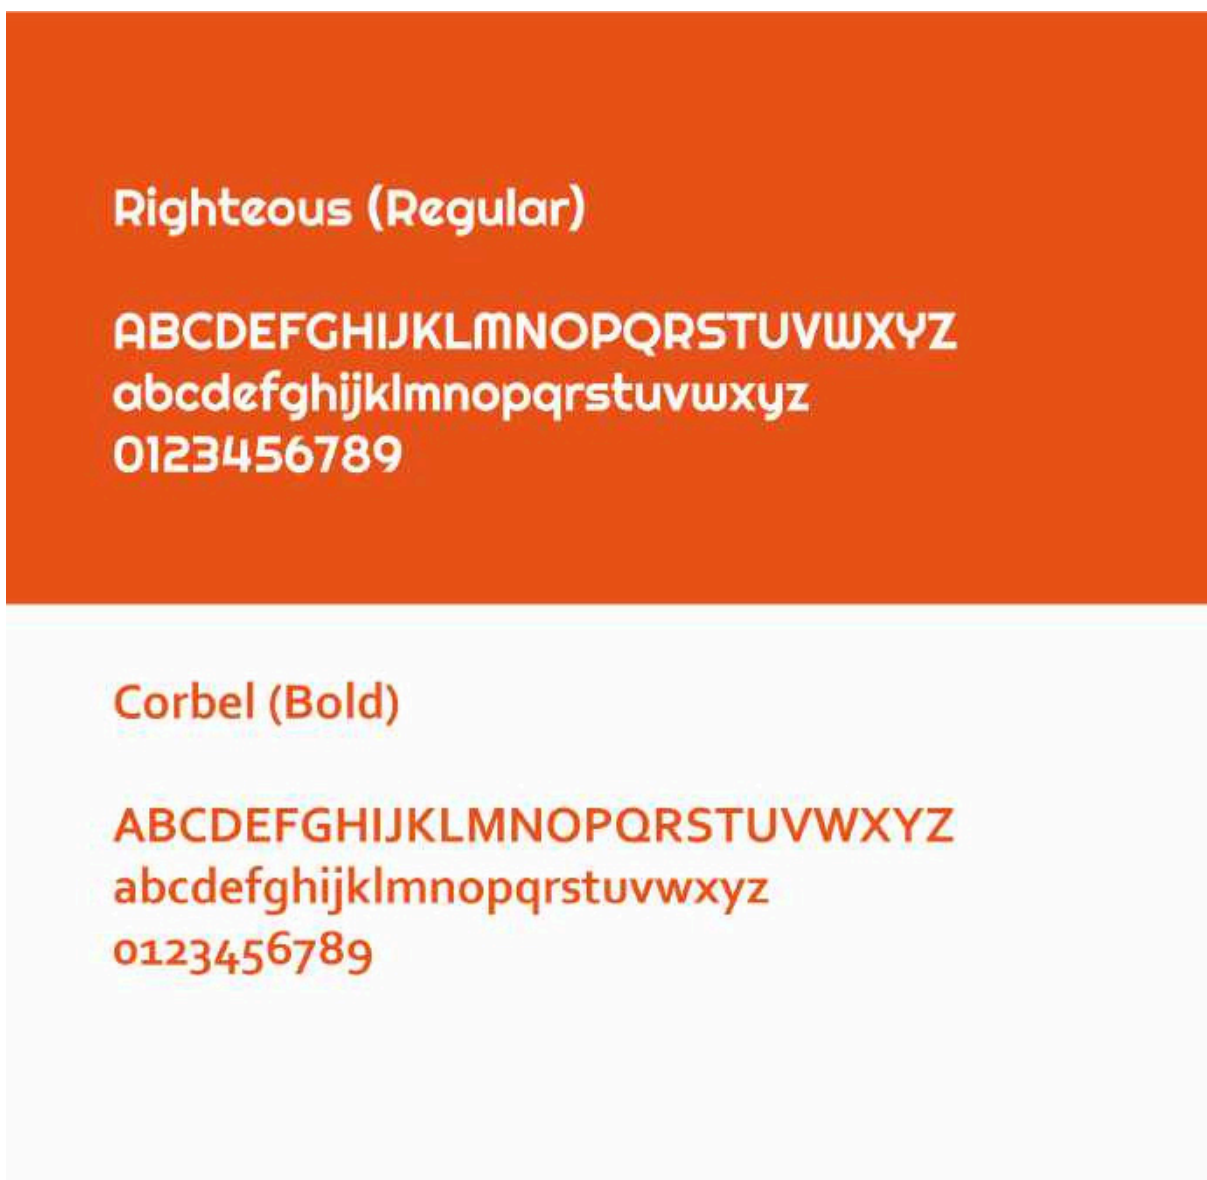 Righteous (Regular)
ABCDEFGHIJKLMNOPQRSTUVWXYZ
abcdefghijklmnopqrstuvwxyz
0123456789
Corbel (Bold)
ABCDEFGHIJKLMNOPQRSTUVWXYZ
abcdefghijklmnopqrstuvwxyz
0123456789